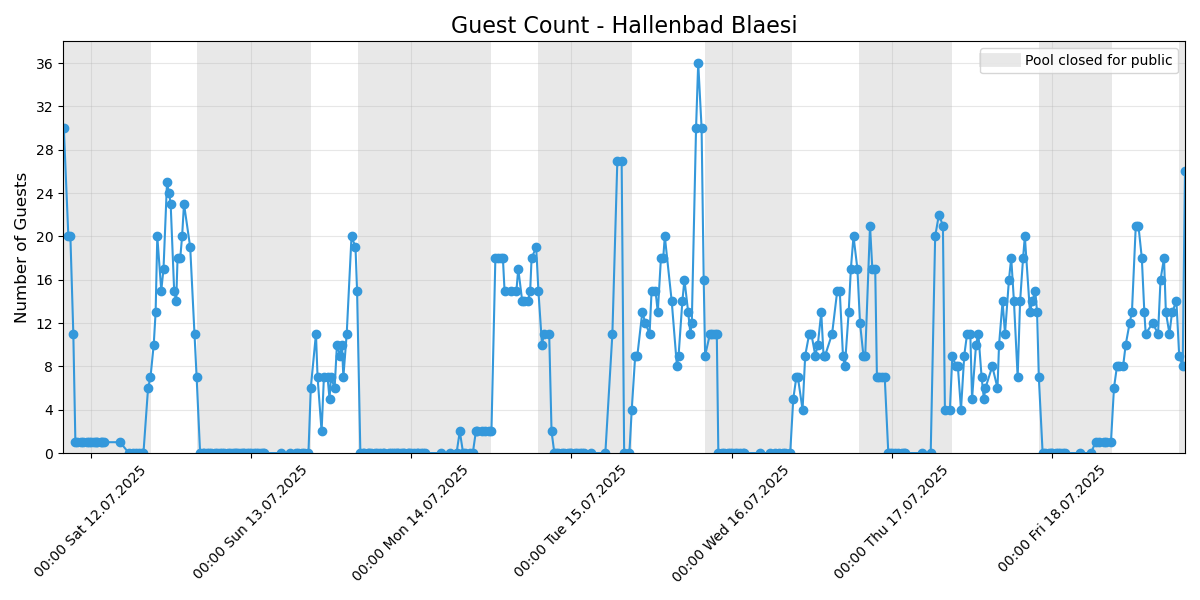 Guest Count - Hallenbad Blaesi
Pool closed for public
Number of Guests
36
32
28
24
20
16
12
8
4
0
00:00 Sat 12.07.2025
00:00 Sun 13.07.2025
00:00 Mon 14.07.2025
00:00 Tue 15.07.2025
00:00 Wed 16.07.2025
00:00 Thu 17.07.2025
00:00 Fri 18.07.2025